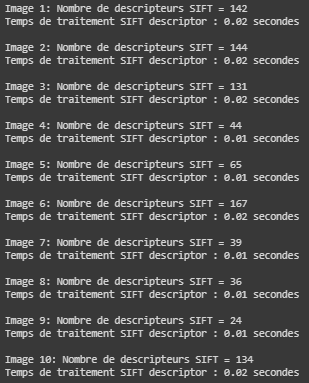 Image 1: Nombre de descripteurs SIFT = 142
Temps de traitement SIFT descriptor : 0.02 secondes
Image 2: Nombre de descripteurs SIFT = 144
Temps de traitement SIFT descriptor : 0.02 secondes
Image 3: Nombre de descripteurs SIFT = 131
Temps de traitement SIFT descriptor : 0.02 secondes
Image 4: Nombre de descripteurs SIFT = 44
Temps de traitement SIFT descriptor : 0.01 secondes
Image 5: Nombre de descripteurs SIFT = 65
Temps de traitement SIFT descriptor : 0.01 secondes
Image 6: Nombre de descripteurs SIFT = 167
Temps de traitement SIFT descriptor : 0.02 secondes
Image 7: Nombre de descripteurs SIFT = 39
Temps de traitement SIFT descriptor : 0.01 secondes
Image 8: Nombre de descripteurs SIFT = 36
Temps de traitement SIFT descriptor : 0.01 secondes
Image 9: Nombre de descripteurs SIFT = 24
Temps de traitement SIFT descriptor : 0.01 secondes
Image 10: Nombre de descripteurs SIFT = 134
Temps de traitement SIFT descriptor : 0.02 secondes